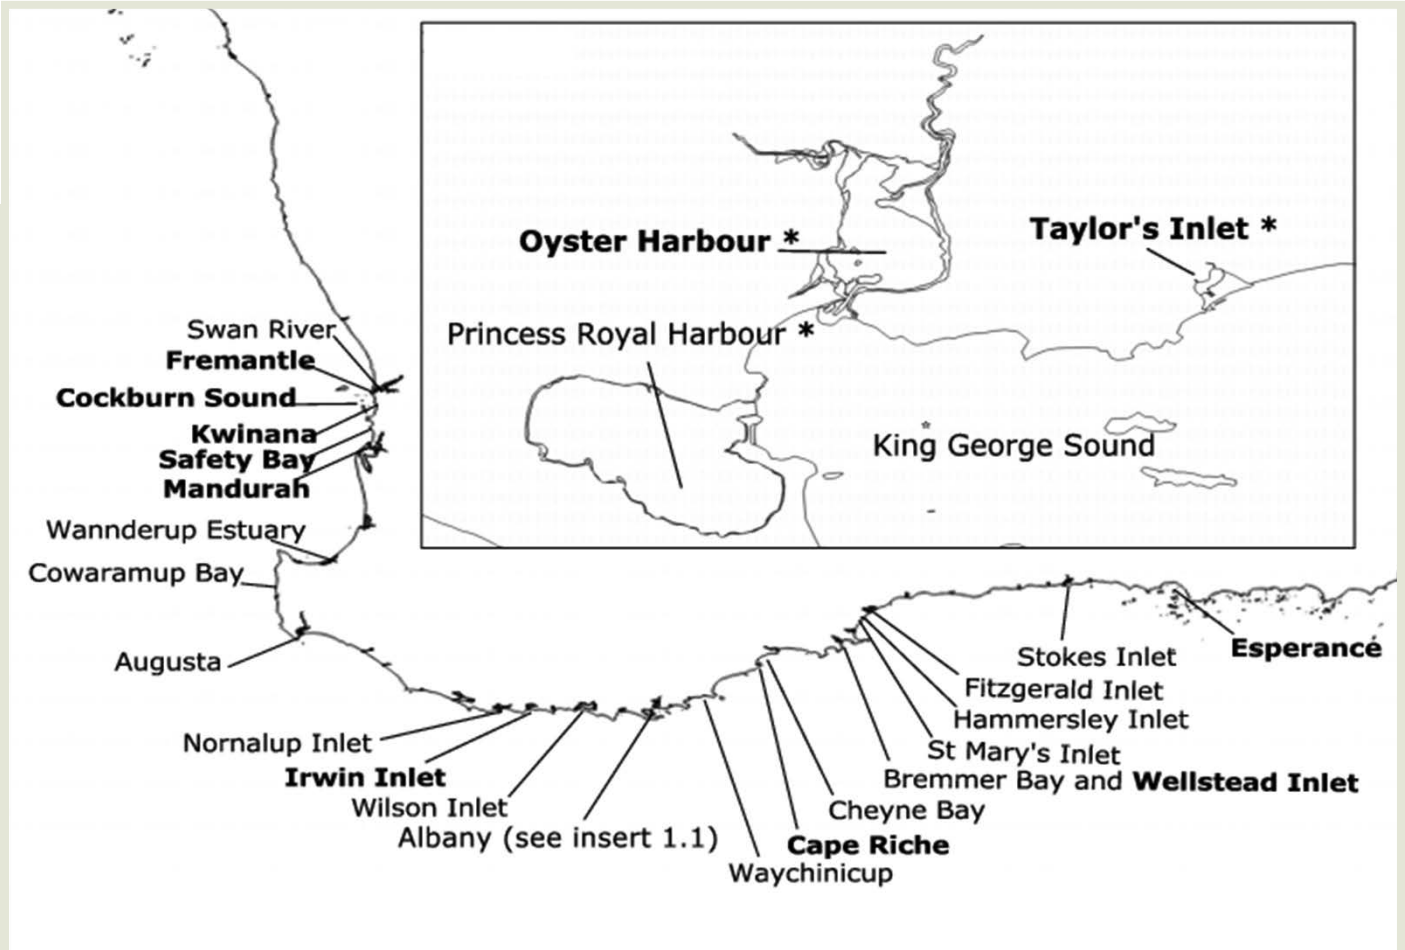 Taylor's Inlet *
Oyster Harbour *
Princess Royal Harbour *
King George Sound
Swan River
Fremantle
Cockburn Sound
Kwinana
Safety Bay
Mandurah
Wannderup Estuary
Cowaramup Bay
Augusta
Nornalup Inlet
Irwin Inlet
Wilson Inlet
Albany (see insert 1.1)
Waychinicup
Cape Riche
Cheyne Bay
Bremmer Bay and Wellstead Inlet
St Mary's Inlet
Hammersley Inlet
Fitzgerald Inlet
Stokes Inlet
Esperance